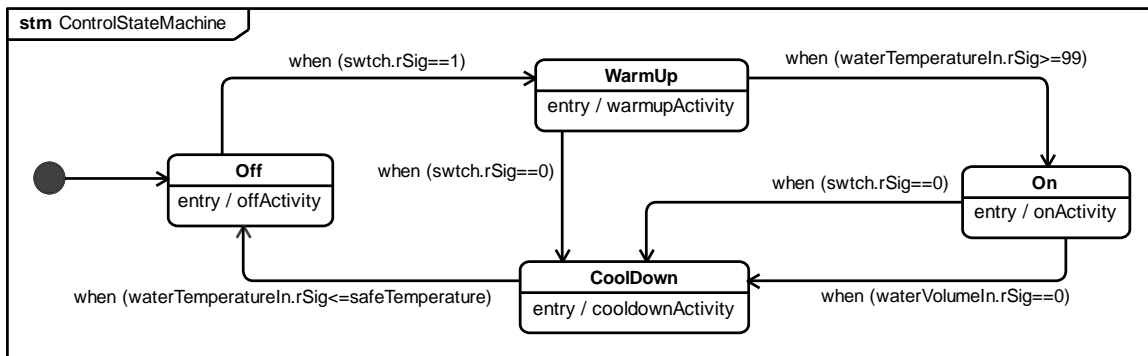 stm ControlStateMachine
when (swtch.rSig==1)
when (waterTemperatureIn.rSig>=99)
WarmUp
entry / warmupActivity
when (swtch.rSig==0)
Off
entry / offActivity
when (swtch.rSig==0)
On
entry / onActivity
CoolDown
entry / cooldownActivity
when (waterTemperatureIn.rSig<=safeTemperature)
when (waterVolumeIn.rSig==0)